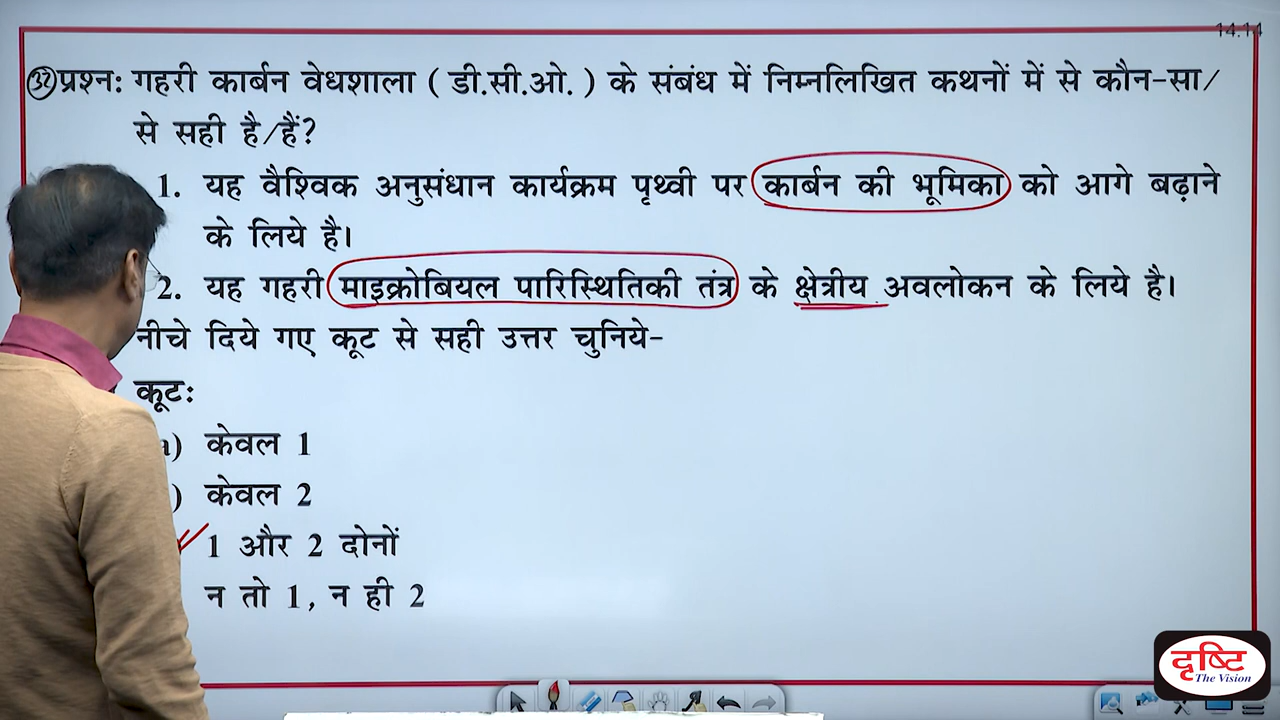 14.14
32 प्रश्न: गहरी कार्बन वेधशाला ( डी.सी.ओ. ) के संबंध में निम्नलिखित कथनों में से कौन-सा/
से सही है/हैं?
1. यह वैश्विक अनुसंधान कार्यक्रम पृथ्वी पर कार्बन की भूमिका को आगे बढ़ाने
के लिये है।
2. यह गहरी माइक्रोबियल पारिस्थितिकी तंत्र के क्षेत्रीय अवलोकन के लिये है।
नीचे दिये गए कूट से सही उत्तर चुनिये-
कूट:
) केवल 1
) केवल 2
1 और 2 दोनों
न तो 1, न ही 2
दृष्टि
The Vision